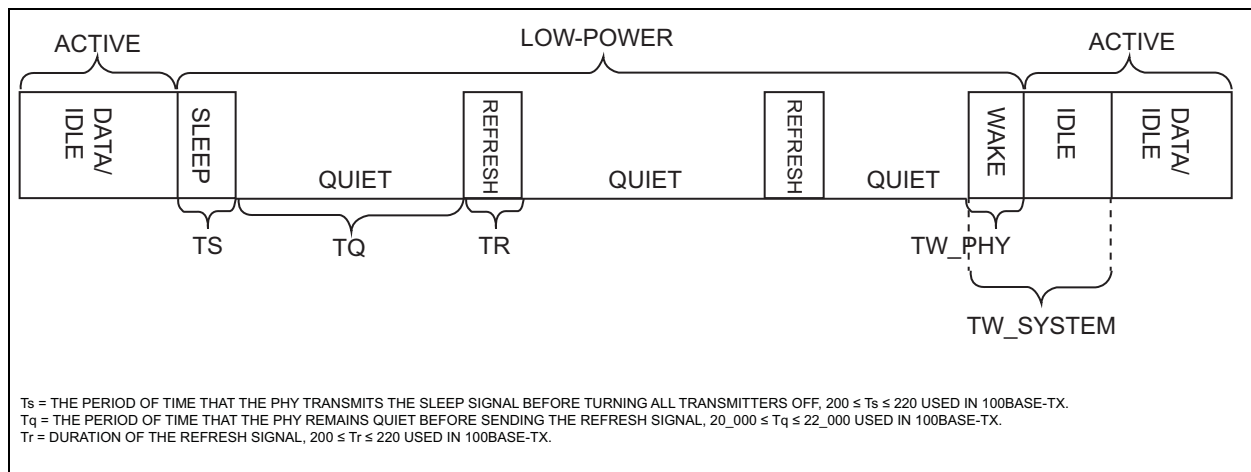 ACTIVE
LOW-POWER
ACTIVE
DATA/
IDLE
SLEEP
QUIET
REFRESH
QUIET
REFRESH
QUIET
WAKE
IDLE
DATA/
IDLE
TS
TQ
TR
TW_PHY
TW_SYSTEM
Ts = THE PERIOD OF TIME THAT THE PHY TRANSMITS THE SLEEP SIGNAL BEFORE TURNING ALL TRANSMITTERS OFF, 200 ≤ Ts ≤ 220 USED IN 100BASE-TX.
Tq = THE PERIOD OF TIME THAT THE PHY REMAINS QUIET BEFORE SENDING THE REFRESH SIGNAL, 20_000 ≤ Tq ≤ 22_000 USED IN 100BASE-TX.
Tr = DURATION OF THE REFRESH SIGNAL, 200 ≤ Tr ≤ 220 USED IN 100BASE-TX.